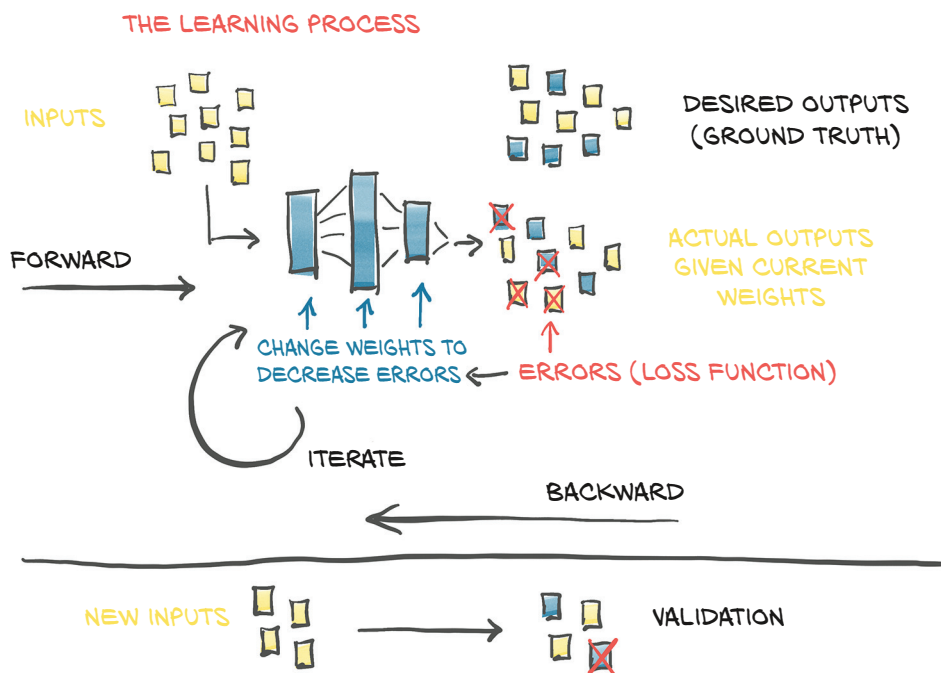 THE LEARNING PROCESS
INPUTS
DESIRED OUTPUTS
(GROUND TRUTH)
FORWARD
ACTUAL OUTPUTS
GIVEN CURRENT
WEIGHTS
CHANGE WEIGHTS TO
DECREASE ERRORS
ERRORS (LOSS FUNCTION)
ITERATE
BACKWARD
NEW INPUTS
VALIDATION